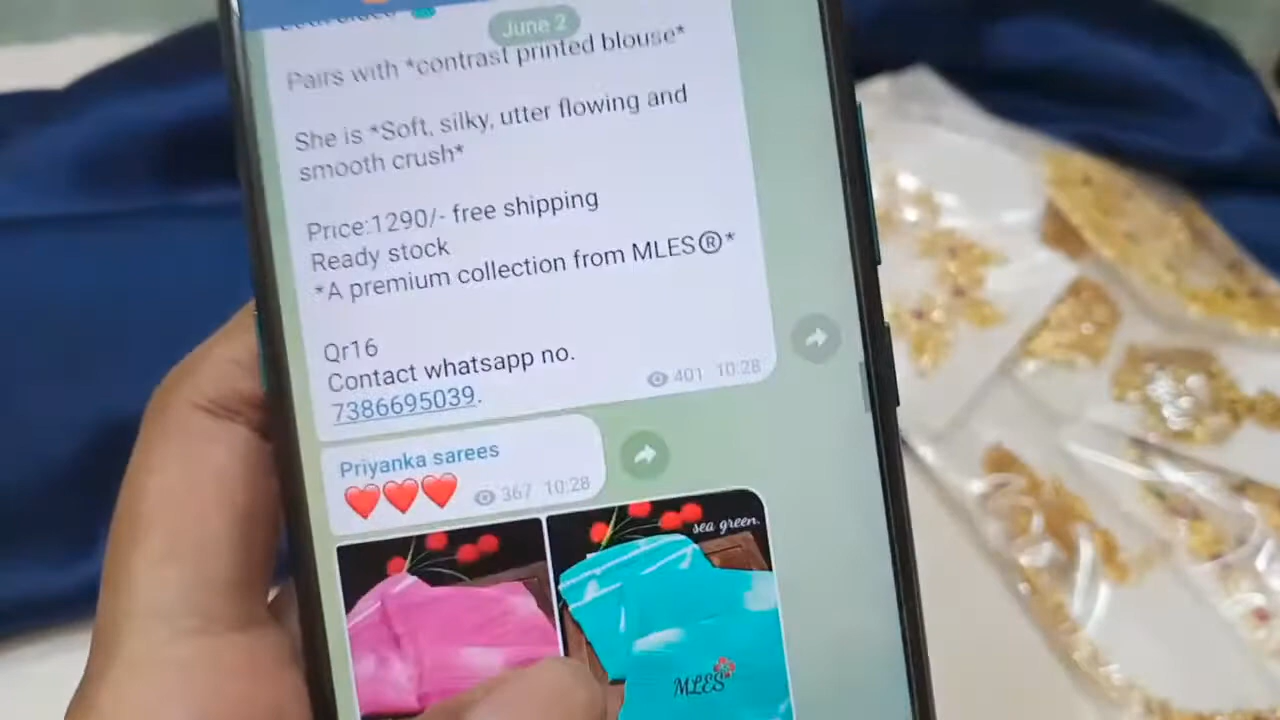 June 2
Pairs with *contrast printed blouse*
She is *Soft, silky, utter flowing and
smooth crush*
Price:1290/- free shipping
Ready stock
*A premium collection from MLES®*
Qr16
Contact whatsapp no.
7386695039.
401 10:28
Priyanka sarees
❤️❤️❤️ 367 10:28
sea green.
MLES